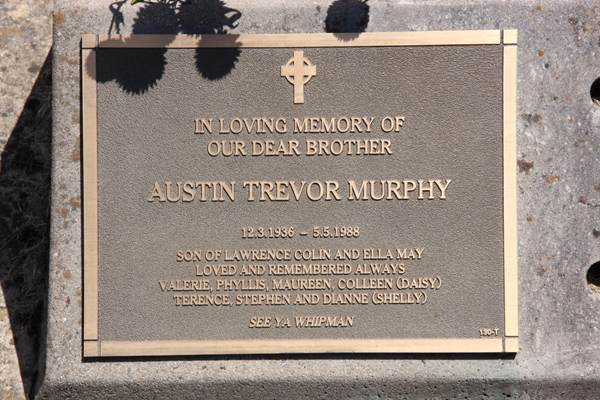 IN LOVING MEMORY OF
OUR DEAR BROTHER
AUSTIN TREVOR MURPHY
12.3.1936 – 5.5.1988
SON OF LAWRENCE COLIN AND ELLA MAY
LOVED AND REMEMBERED ALWAYS
VALERIE, PHYLLIS, MAUREEN, COLLEEN (DAISY)
TERENCE, STEPHEN AND DIANNE (SHELLY)
SEE YA WHIPMAN
130-T